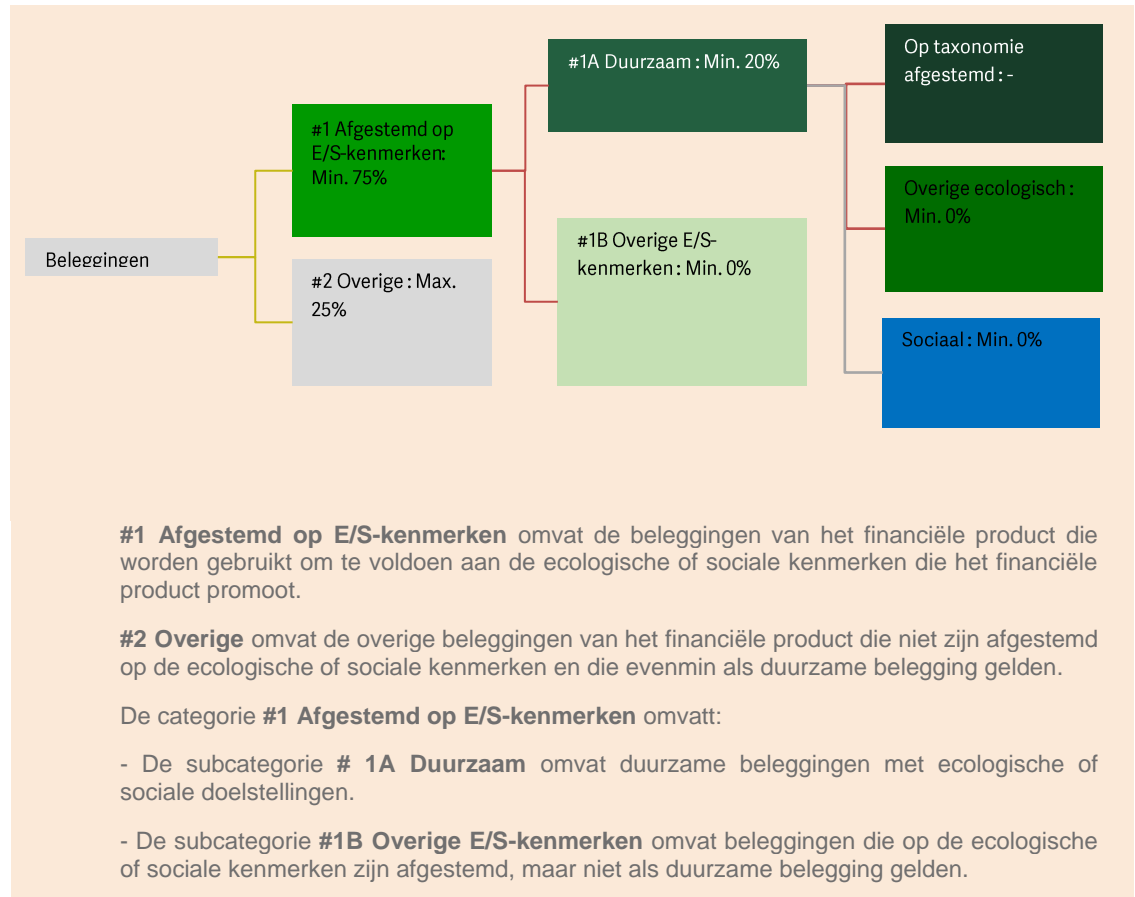 Beleggingen
#1 Afgestemd op
E/S-kenmerken:
Min. 75%
#2 Overige : Max.
25%
#1A Duurzaam : Min. 20%
#1B Overige E/S-
kenmerken : Min. 0%
Op taxonomie
afgestemd : -
Overige ecologisch :
Min. 0%
Sociaal : Min. 0%
#1 Afgestemd op E/S-kenmerken omvat de beleggingen van het financiële product die
worden gebruikt om te voldoen aan de ecologische of sociale kenmerken die het financiële
product promoot.
#2 Overige omvat de overige beleggingen van het financiële product die niet zijn afgestemd
op de ecologische of sociale kenmerken en die evenmin als duurzame belegging gelden.
De categorie #1 Afgestemd op E/S-kenmerken omvatt:
- De subcategorie # 1A Duurzaam omvat duurzame beleggingen met ecologische of
sociale doelstellingen.
- De subcategorie #1B Overige E/S-kenmerken omvat beleggingen die op de ecologische
of sociale kenmerken zijn afgestemd, maar niet als duurzame belegging gelden.